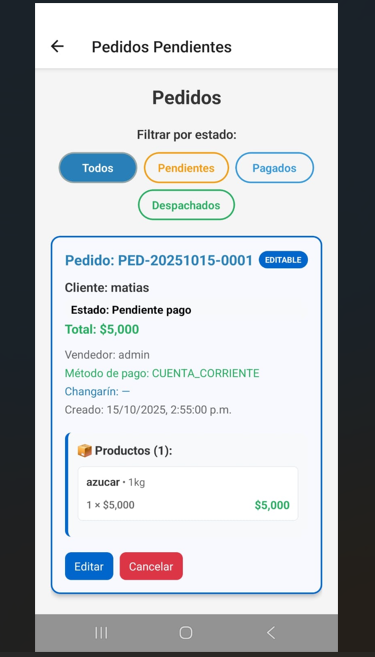 Pedidos Pendientes
Pedidos
Filtrar por estado:
Todos
Pendientes
Pagados
Despachados
Pedido: PED-20251015-0001
EDITABLE
Cliente: matias
Estado: Pendiente pago
Total: $5,000
Vendedor: admin
Método de pago: CUENTA_CORRIENTE
Changarín: —
Creado: 15/10/2025, 2:55:00 p.m.
Productos (1):
azucar • 1kg
1 × $5,000
$5,000
Editar
Cancelar